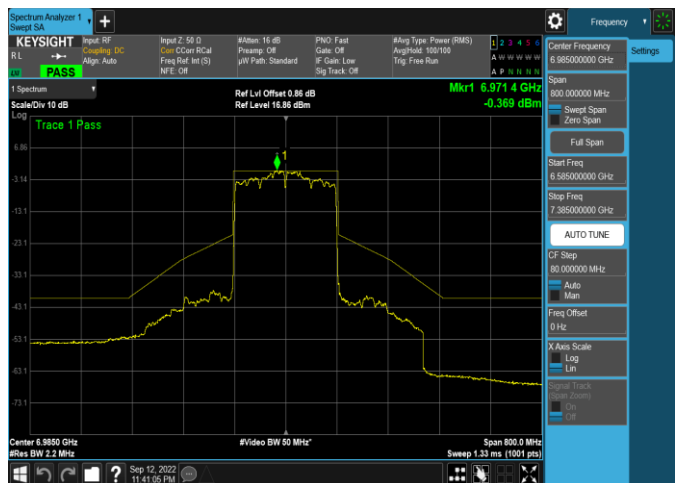 Spectrum Analyzer 1
Swept SA
Frequency
KEYSIGHT
R L
LU
PASS
Input: RF
Coupling: DC
Align: Auto
Input Z: 50 Ω
Corr CCorr RCal
Freq Ref: Int (S)
NFE: Off
#Atten: 16 dB
Preamp: Off
µW Path: Standard
PNO: Fast
Gate: Off
IF Gain: Low
Sig Track: Off
#Avg Type: Power (RMS)
Avg|Hold: 100/100
Trig: Free Run
1 2 3 4 5 6
A W W W W W
A P N N N N
1 Spectrum
Scale/Div 10 dB
Log
Ref Lvl Offset 0.86 dB
Ref Level 16.86 dBm
Mkr1 6.971 4 GHz
-0.369 dBm
Trace 1 Pass
1
6.86
-3.14
-13.1
-23.1
-33.1
-43.1
-53.1
-63.1
-73.1
Center 6.9850 GHz
#Res BW 2.2 MHz
#Video BW 50 MHz*
Span 800.0 MHz
Sweep 1.33 ms (1001 pts)
Sep 12, 2022
11:41:05 PM
Center Frequency
6.985000000 GHz
Settings
Span
800.000000 MHz
Swept Span
Zero Span
Full Span
Start Freq
6.585000000 GHz
Stop Freq
7.385000000 GHz
AUTO TUNE
CF Step
80.000000 MHz
Auto
Man
Freq Offset
0 Hz
X Axis Scale
Log
Lin
Signal Track
(Span Zoom)
On
Off